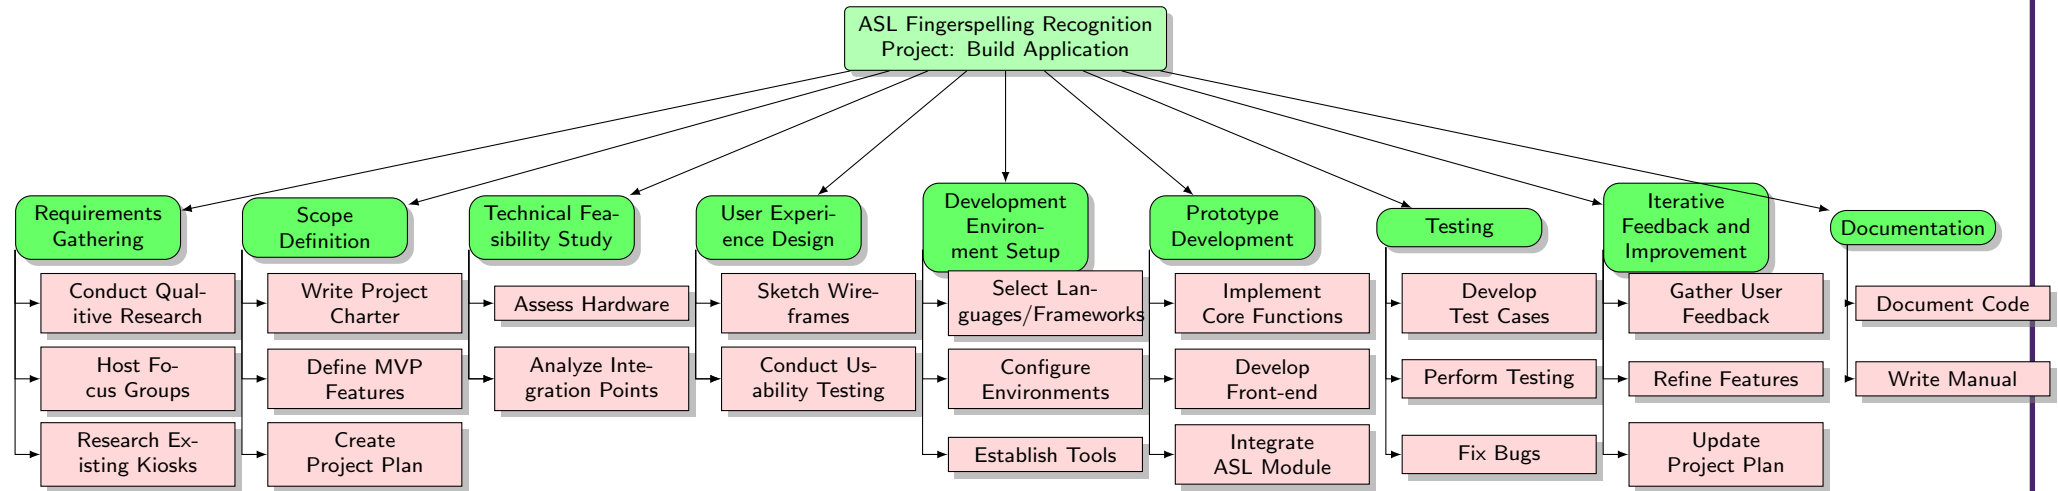 ASL Fingerspelling Recognition
Project: Build Application
Requirements
Gathering
Conduct Qual-
itive Research
Host Fo-
cus Groups
Research Ex-
isting Kiosks
Scope
Definition
Write Project
Charter
Define MVP
Features
Create
Project Plan
Technical Fea-
sibility Study
Assess Hardware
Analyze Inte-
gration Points
User Experi-
ence Design
Sketch Wire-
frames
Conduct Us-
ability Testing
Development
Environ-
ment Setup
Select Lan-
guages/Frameworks
Configure
Environments
Establish Tools
Prototype
Development
Implement
Core Functions
Develop
Front-end
Integrate
ASL Module
Testing
Develop
Test Cases
Perform Testing
Fix Bugs
Iterative
Feedback and
Improvement
Gather User
Feedback
Refine Features
Update
Project Plan
Documentation
Document Code
Write Manual